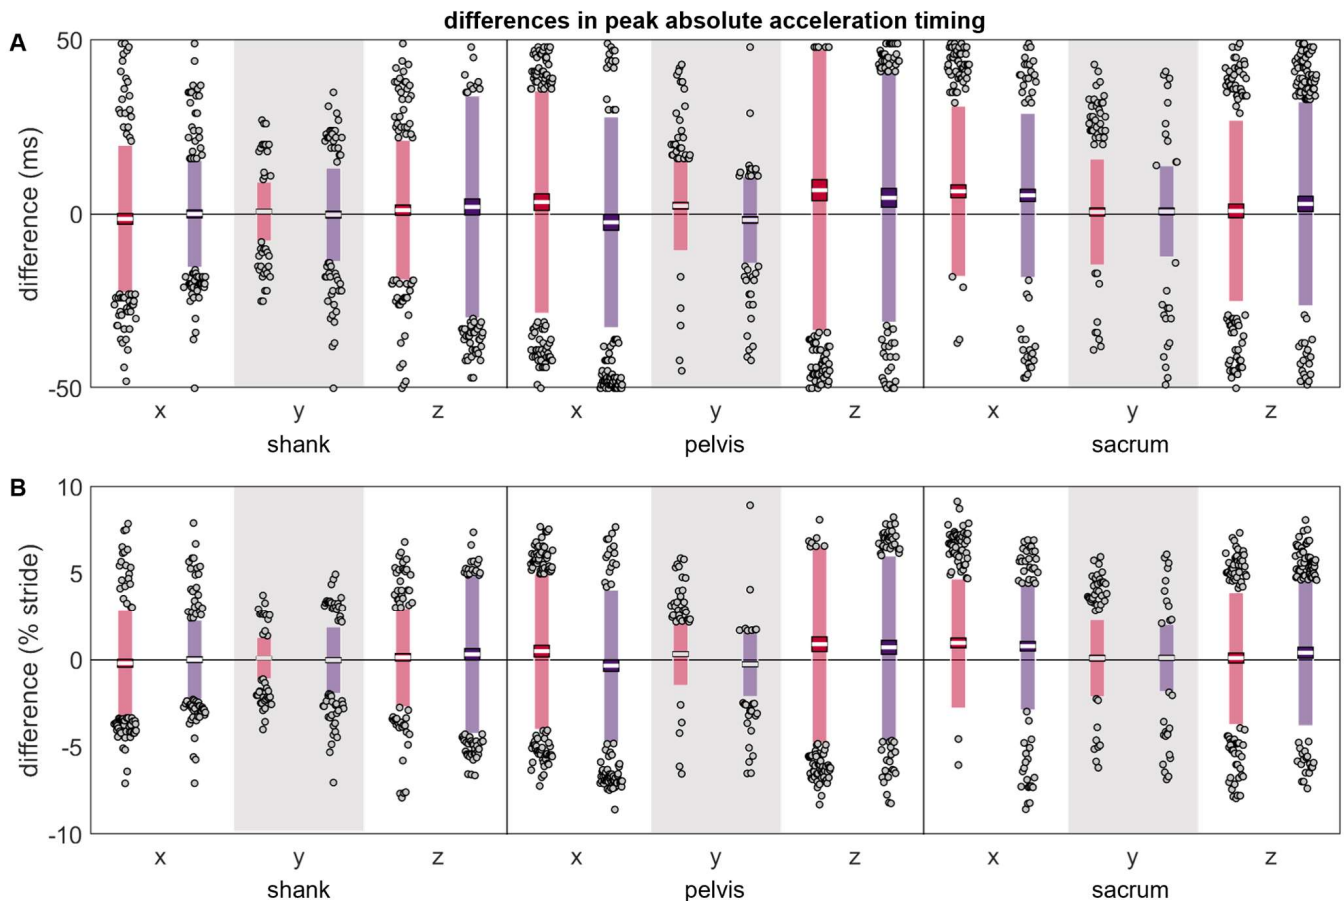 differences in peak absolute acceleration timing
A
50
0
-50
difference (ms)
x y z x y z x y z
shank pelvis sacrum
B
10
5
0
-5
-10
difference (% stride)
x y z x y z x y z
shank pelvis sacrum